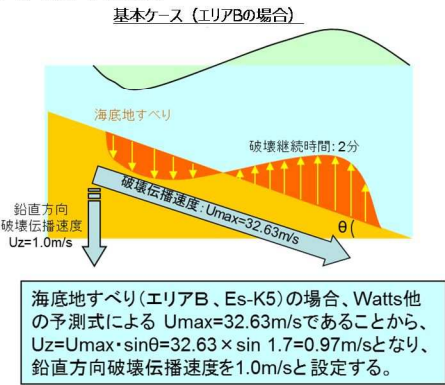 基本ケース（エリアBの場合）
海底地すべり
破壊継続時間：2分
破壊伝播速度：Umax=32.63m/s
鉛直方向
破壊伝播速度
Uz=1.0m/s
θ
海底地すべり（エリアＢ、Es-K5）の場合、Watts他
の予測式による Umax=32.63m/sであることから、
Uz=Umax・sinθ=32.63×sin 1.7=0.97m/sとなり、
鉛直方向破壊伝播速度を1.0m/sと設定する。